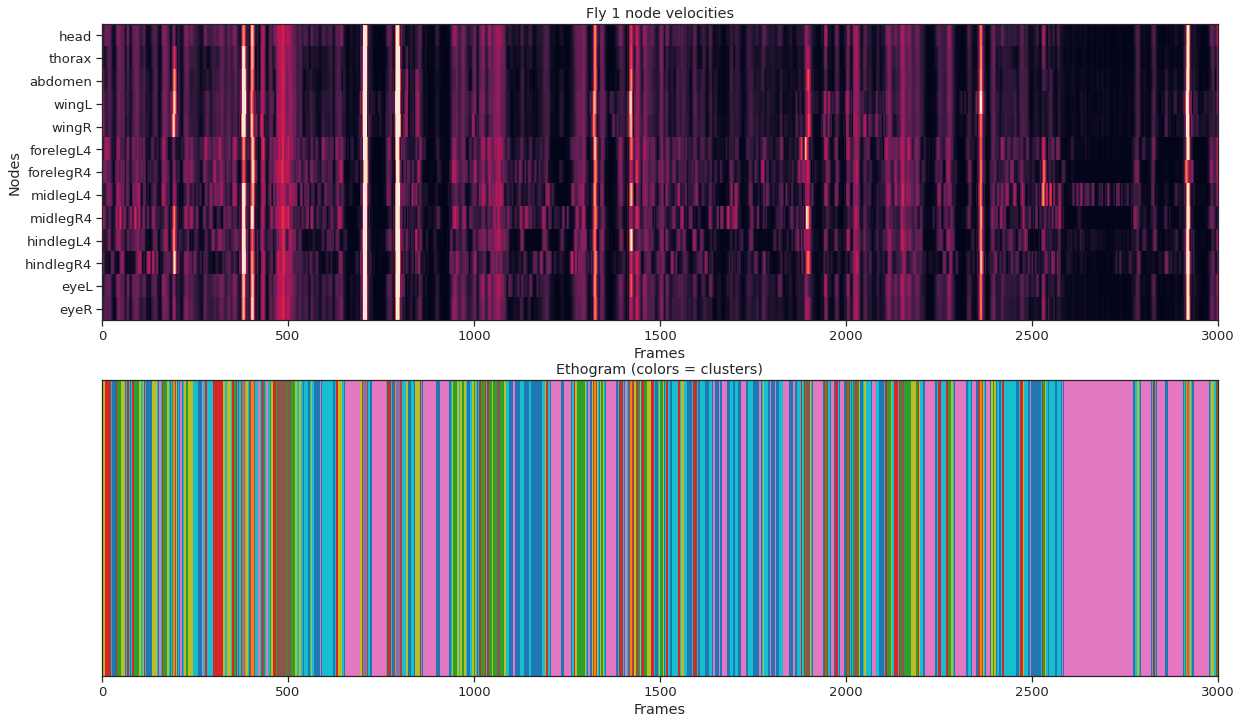 Fly 1 node velocities
head
thorax
abdomen
wingL
wingR
forelegL4
forelegR4
midlegL4
midlegR4
hindlegL4
hindlegR4
eyeL
eyeR
Nodes
0 500 1000 1500 2000 2500 3000
Frames
Ethogram (colors = clusters)
0 500 1000 1500 2000 2500 3000
Frames